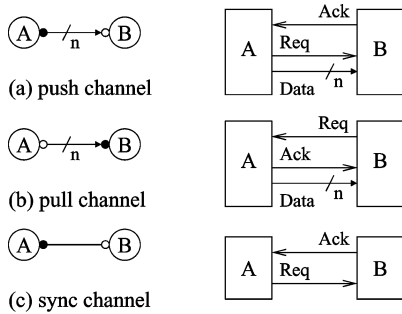 A n B
(a) push channel
Ack
A B
Req
n
Data
A n B
(b) pull channel
Req
A B
Ack
n
Data
A B
(c) sync channel
Ack
A B
Req